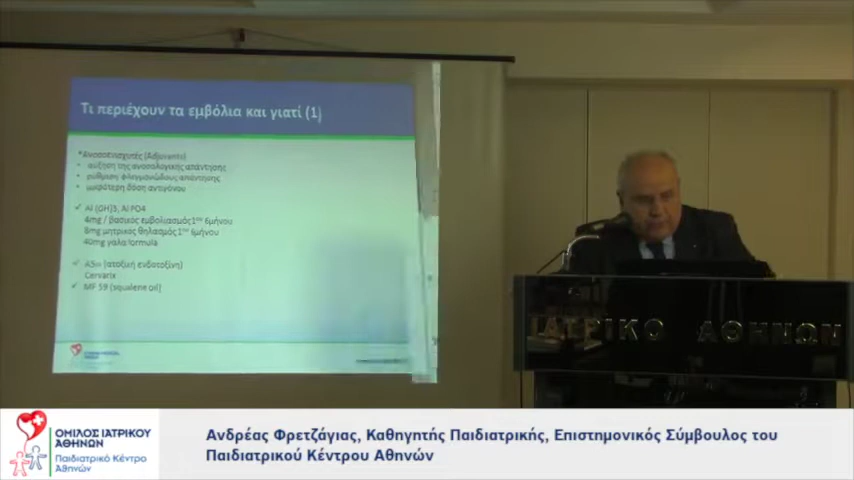 Τι περιέχουν τα εμβόλια και γιατί (1)
Ανοσοενισχυτές (Adjuvants)
αύξηση της ανοσολογικής απάντησης
ρύθμιση φλεγμονώδους απάντησης
μικρότερη δόση αντιγόνου
Al (OH)3, Al PO4
4mg / βασικός εμβολιασμός 1ου 6μήνου
8mg μητρικός θηλασμός 1ου 6μήνου
40mg γάλα formula
(ατοξική ενδοτοξίνη)
Cervarix
MF 59 (squalene oil)
ΙΑΤΡΙΚΟ ΑΘΗΝΩΝ
ΟΜΙΛΟΣ ΙΑΤΡΙΚΟΥ
ΑΘΗΝΩΝ
Παιδιατρικό Κέντρο
Αθηνών
Ανδρέας Φρετζάγιας, Καθηγητής Παιδιατρικής, Επιστημονικός Σύμβουλος του
Παιδιατρικού Κέντρου Αθηνών